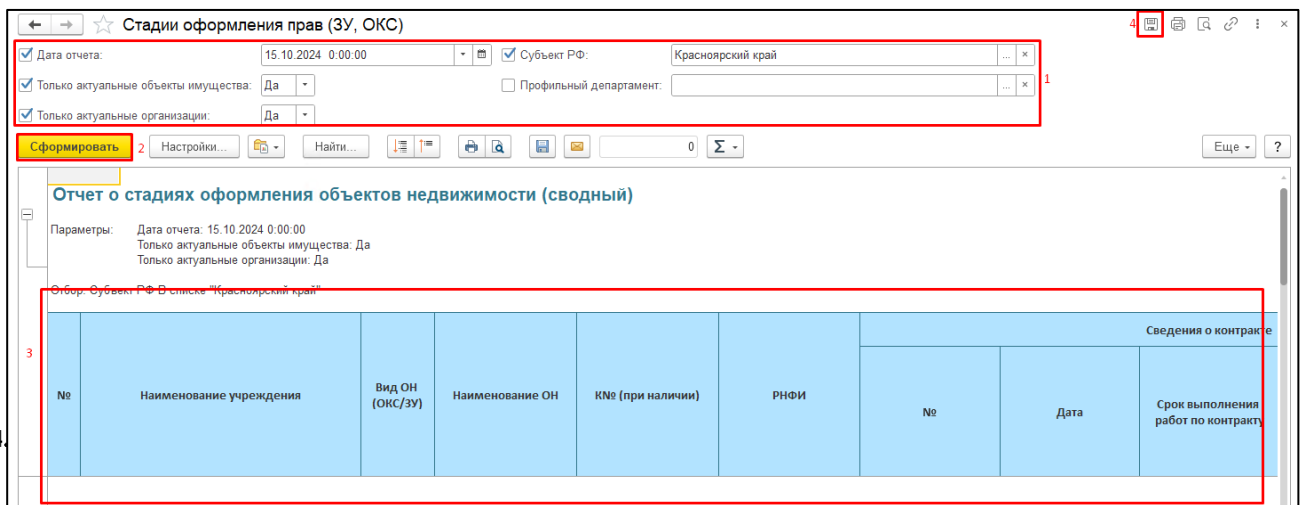 Стадии оформления прав (ЗУ, ОКС)
4
Дата отчета: 15.10.2024 0:00:00 Субъект РФ: Красноярский край ... ×
Только актуальные объекты имущества: Да Профильный департамент: ... × 1
Только актуальные организации: Да
Сформировать 2 Настройки... Найти... 0 Σ Еще ?
Отчет о стадиях оформления объектов недвижимости (сводный)
Параметры: Дата отчета: 15.10.2024 0:00:00
Только актуальные объекты имущества: Да
Только актуальные организации: Да
Отбор: Субъект РФ В списке "Красноярский край"
3
Сведения о контракте
№ Наименование учреждения Вид ОН (ОКС/ЗУ) Наименование ОН К№ (при наличии) РНФИ № Дата Срок выполнения работ по контракту